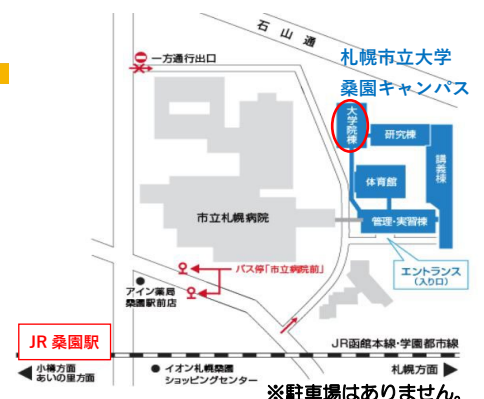 石山通
一方通行出口
札幌市立大学
桑園キャンパス
大学院棟
研究棟
講義棟
体育館
市立札幌病院
管理・実習棟
バス停「市立病院前」
エントランス
（入り口）
アイン薬局
桑園駅前店
JR 桑園駅
JR函館本線・学園都市線
小樽方面
あいの里方面
イオン札幌桑園
ショッピングセンター
札幌方面
※駐車場はありません。